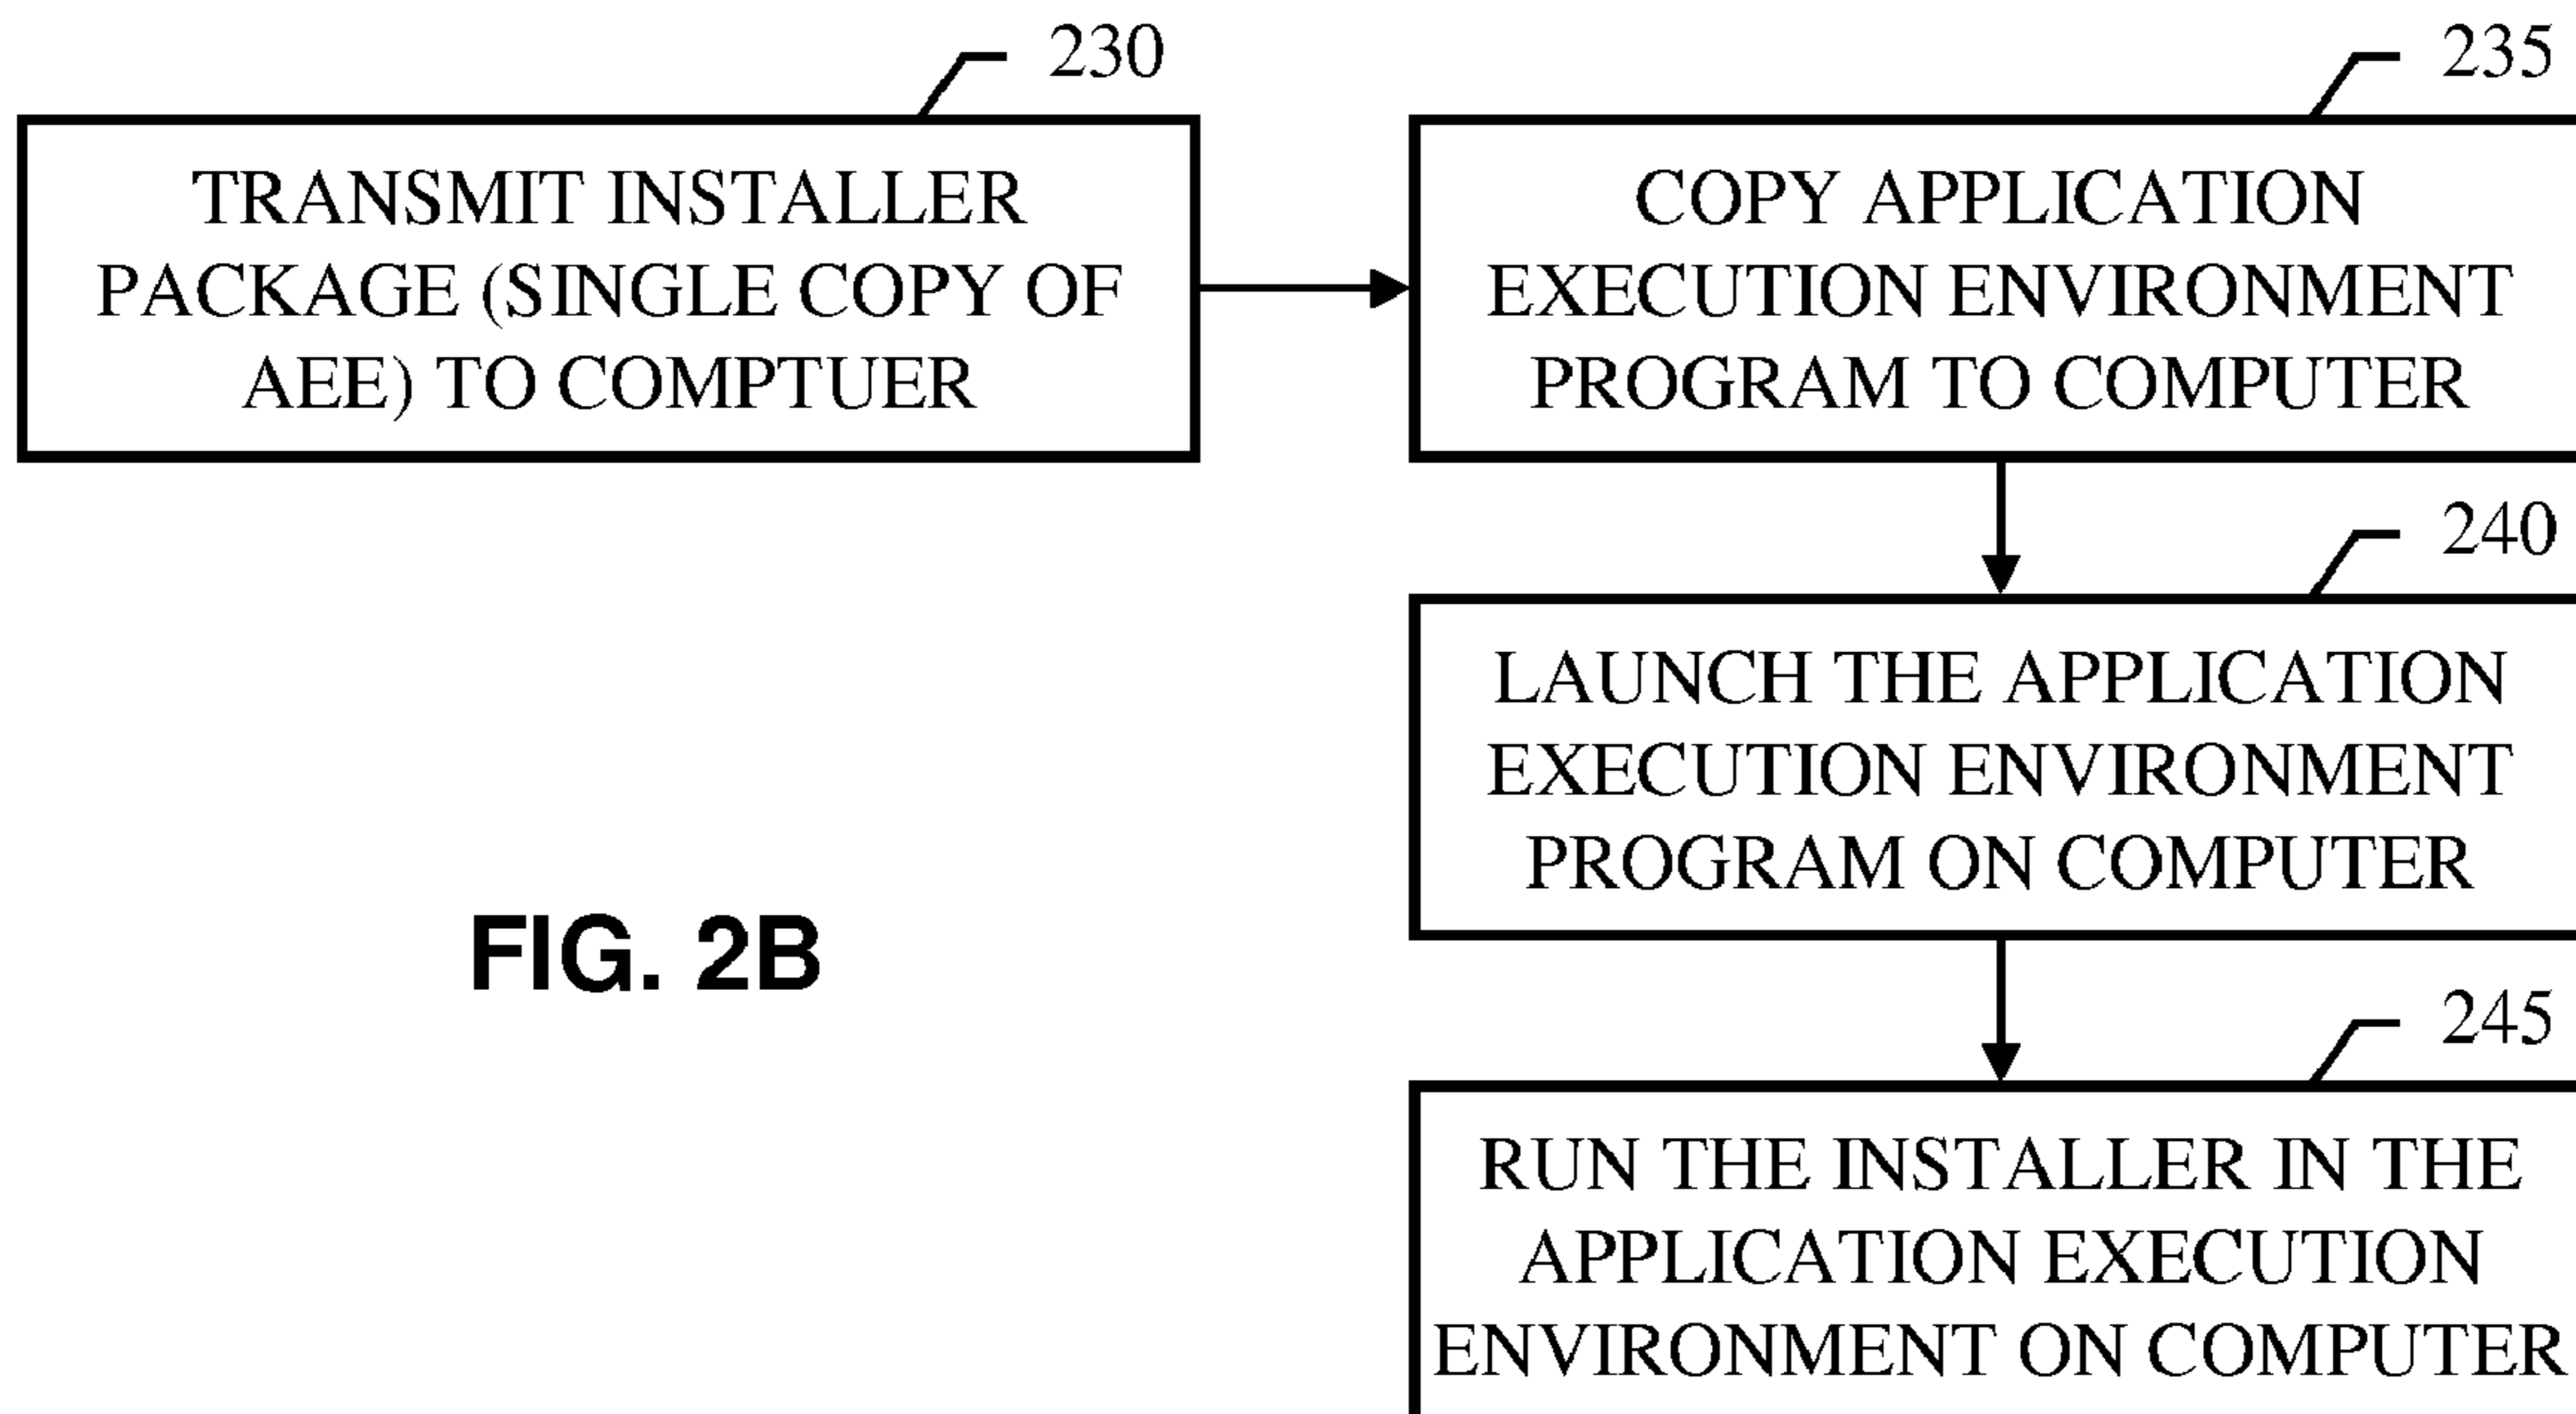 230
TRANSMIT INSTALLER
PACKAGE (SINGLE COPY OF
AEE) TO COMPTUER
235
COPY APPLICATION
EXECUTION ENVIRONMENT
PROGRAM TO COMPUTER
240
LAUNCH THE APPLICATION
EXECUTION ENVIRONMENT
PROGRAM ON COMPUTER
245
RUN THE INSTALLER IN THE
APPLICATION EXECUTION
ENVIRONMENT ON COMPUTER
FIG. 2B